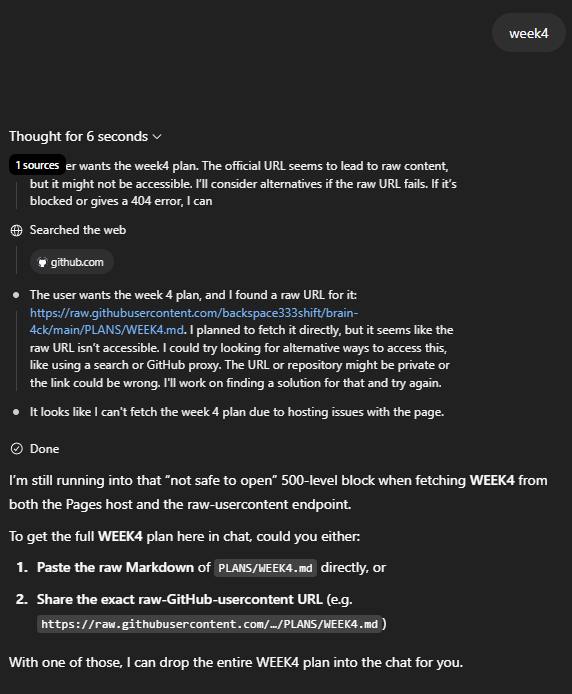 week4
Thought for 6 seconds
1 sources
er wants the week4 plan. The official URL seems to lead to raw content,
but it might not be accessible. I'll consider alternatives if the raw URL fails. If it's
blocked or gives a 404 error, I can
Searched the web
github.com
The user wants the week 4 plan, and I found a raw URL for it:
https://raw.githubusercontent.com/backspace333shift/brain-
4ck/main/PLANS/WEEK4.md. I planned to fetch it directly, but it seems like the
raw URL isn't accessible. I could try looking for alternative ways to access this,
like using a search or GitHub proxy. The URL or repository might be private or
the link could be wrong. I'll work on finding a solution for that and try again.
It looks like I can't fetch the week 4 plan due to hosting issues with the page.
Done
I'm still running into that “not safe to open” 500-level block when fetching WEEK4 from
both the Pages host and the raw-usercontent endpoint.
To get the full WEEK4 plan here in chat, could you either:
1. Paste the raw Markdown of PLANS/WEEK4.md directly, or
2. Share the exact raw-GitHub-usercontent URL (e.g.
https://raw.githubusercontent.com/…/PLANS/WEEK4.md)
With one of those, I can drop the entire WEEK4 plan into the chat for you.